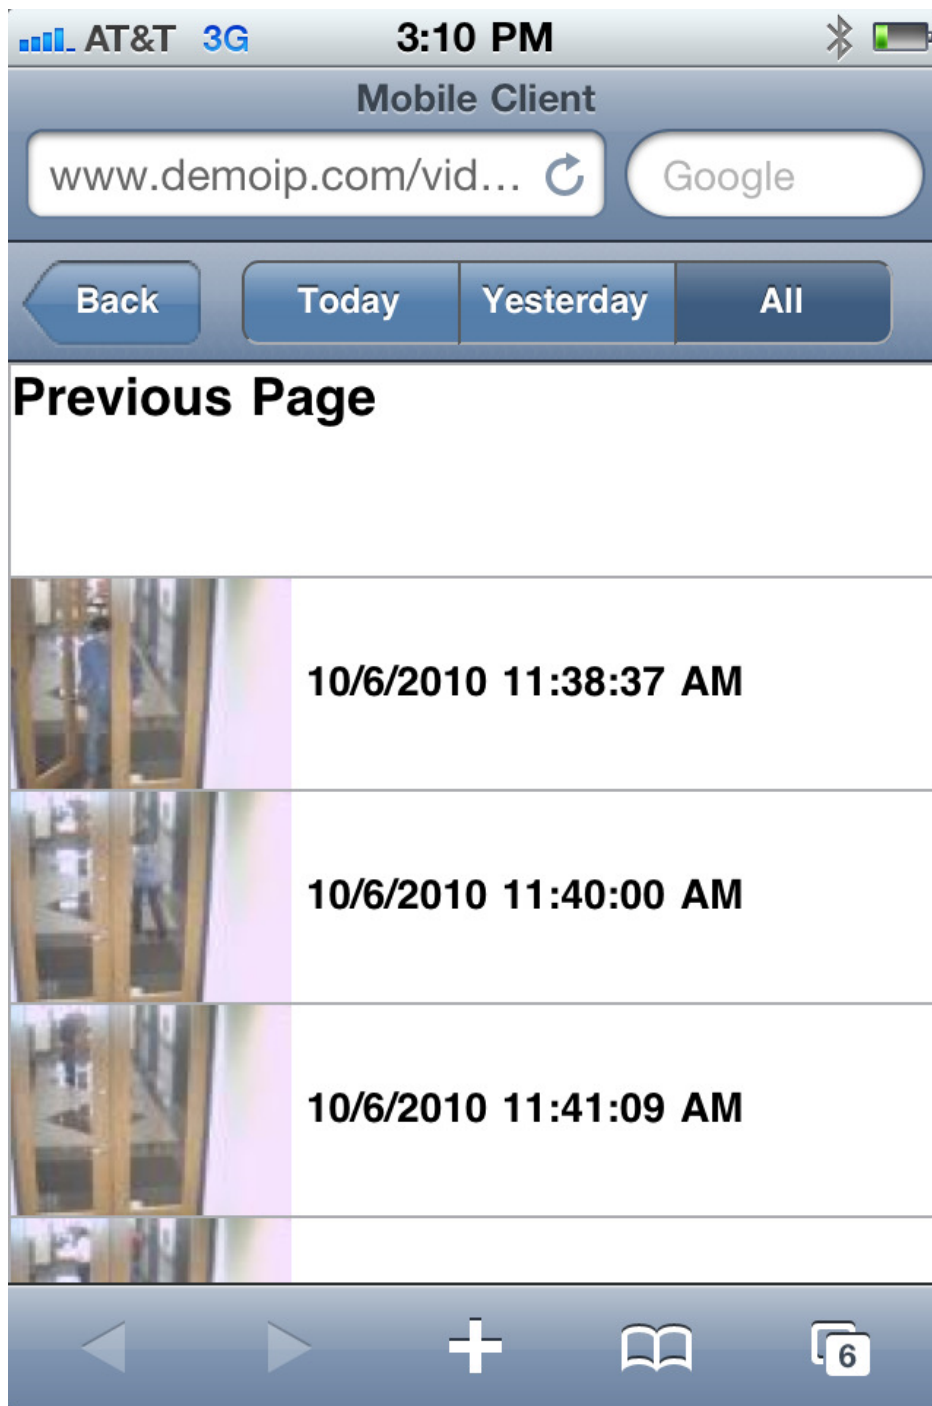 AT&T 3G 3:10 PM
Mobile Client
www.demoip.com/vid... Google
Back Today Yesterday All
Previous Page
10/6/2010 11:38:37 AM
10/6/2010 11:40:00 AM
10/6/2010 11:41:09 AM
6